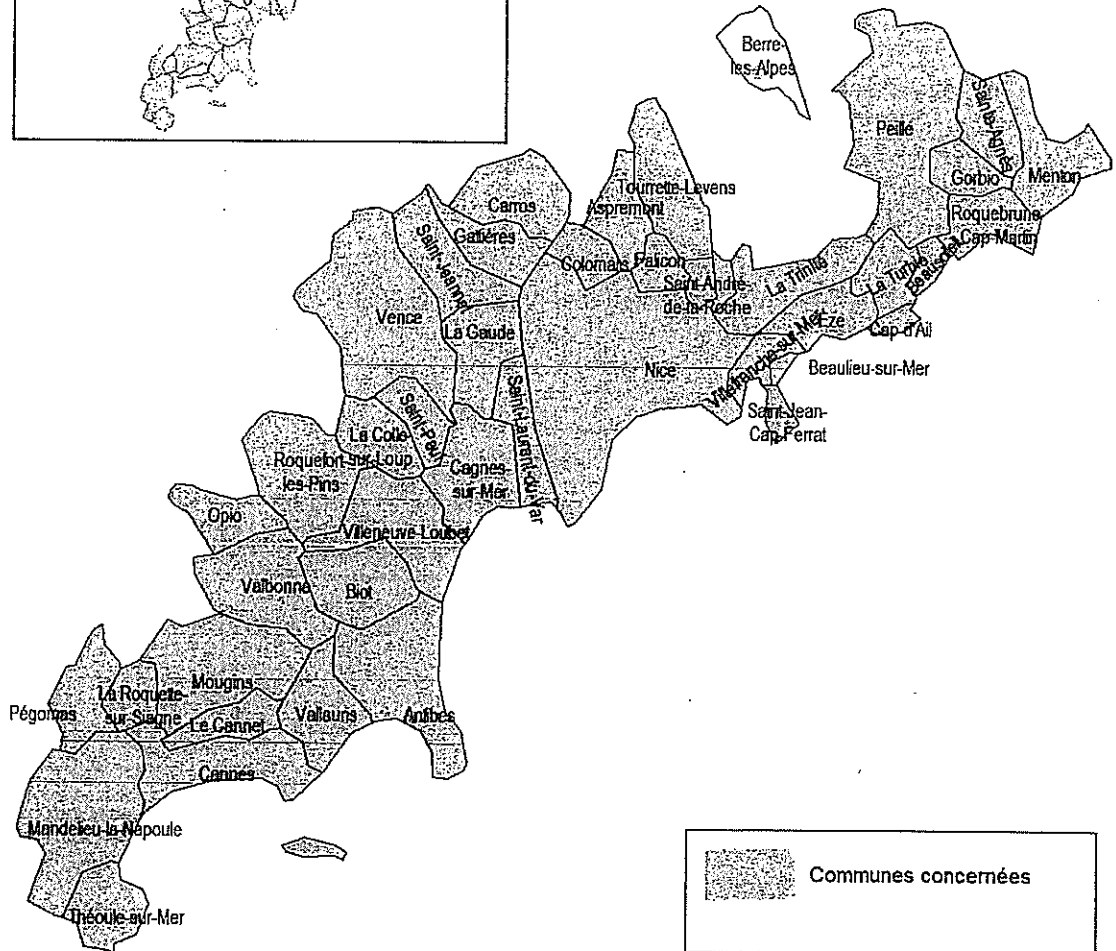 Berre-
les-Alpes
Peille
Sainte-Agnès
Gorbio
Menton
Roquebrune
Cap-Martin
Tourrette-Levens
Aspremont
Carros
Gattières
Saint-Jeannet
Colomars
Falicon
Saint-André-
de-la-Roche
La Trinité
La Turbie
Beausoleil
Vence
La Gaude
Eze
Cap-d'Ail
Nice
Villefranche-sur-Mer
Beaulieu-sur-Mer
Saint-Jean-
Cap-Ferrat
Saint-Paul
Saint-Laurent-du-Var
La Colle-
sur-Loup
Roquefort-
les-Pins
Cagnes-
sur-Mer
Opio
Villeneuve-Loubet
Valbonne
Biot
Mougins
La Roquette-
sur-Siagne
Pégomas
Le Cannet
Vallauris
Antibes
Cannes
Mandelieu-la-Napoule
Théoule-sur-Mer
Communes concernées